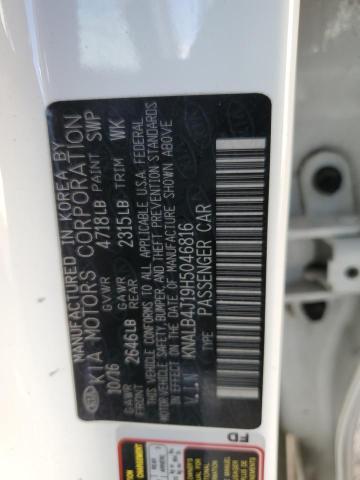 MANUFACTURED IN KOREA BY
KIA MOTORS CORPORATION
10/16 GVWR 4718LB PAINT SWP
GAWR FRONT 2646LB GAWR REAR 2315LB TRIM WK
THIS VEHICLE CONFORMS TO ALL APPLICABLE U.S.A. FEDERAL
MOTOR VEHICLE SAFETY, BUMPER AND THEFT PREVENTION STANDARDS
IN EFFECT ON THE DATE OF MANUFACTURE SHOWN ABOVE
V.I.N: KNALB4J19H5046816
TYPE: PASSENGER CAR
KIA
FD